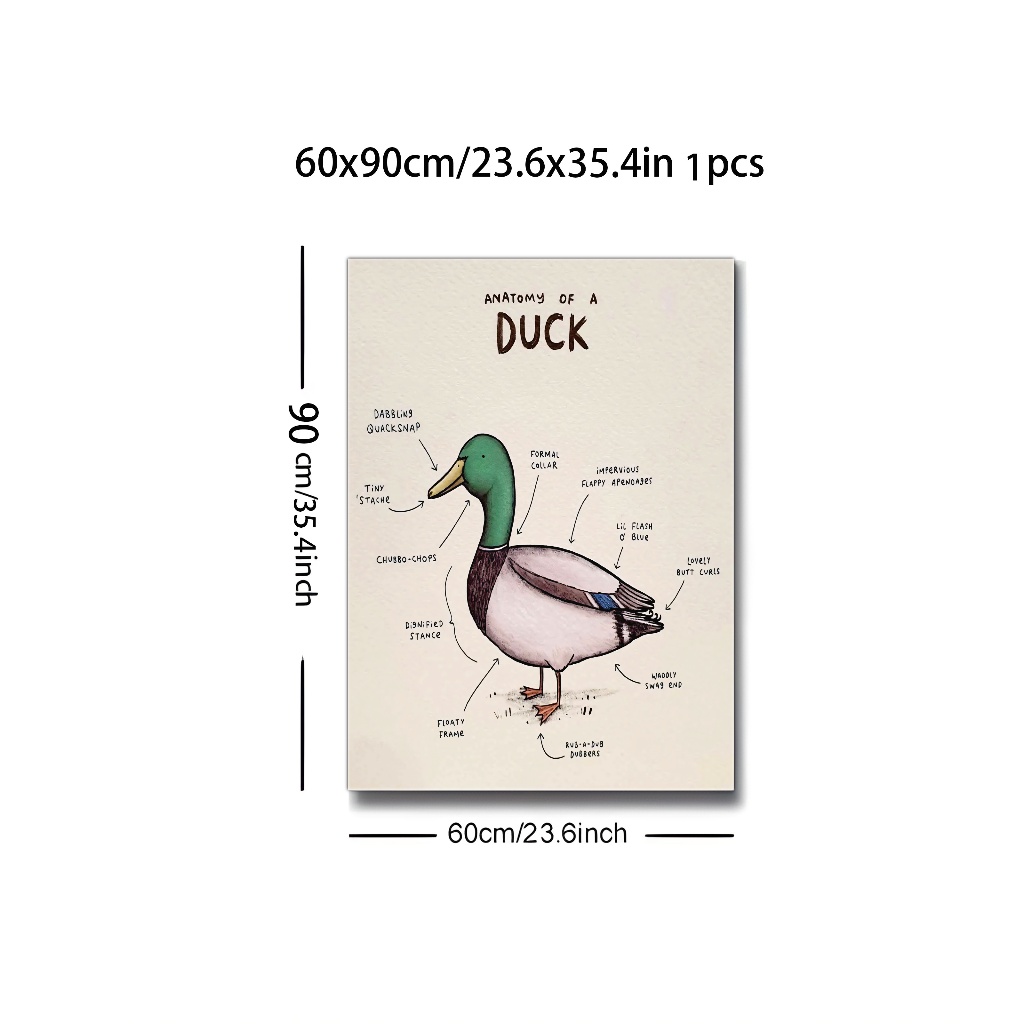 60x90cm/23.6x35.4in 1pcs
90 cm/35.4inch
ANATOMY OF A
DUCK
DABBLING
QUACKSNAP
TINY
'STACHE
CHUBBO-CHOPS
DIGNIFIED
STANCE
FLOATY
FRAME
FORMAL
COLLAR
IMPERVIOUS
FLAPPY APENDAGES
LIL FLASH
O' BLUE
LOVELY
BUTT CURLS
WADDLY
SWAG END
RUB-A-DUB
DUBBERS
60cm/23.6inch